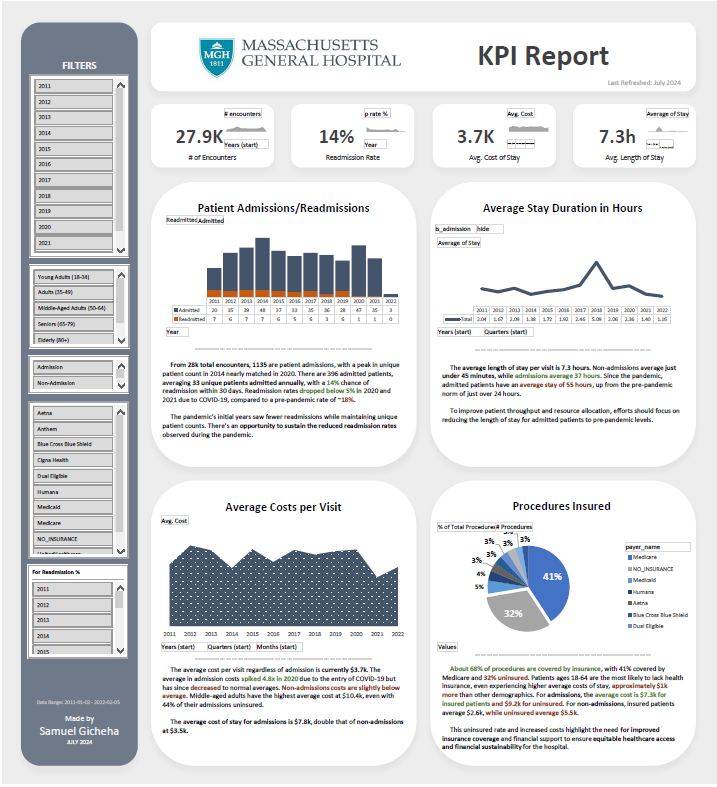 FILTERS
2011
2012
2013
2014
2015
2016
2017
2018
2019
2020
2021
Young Adults (18-34)
Adults (35-49)
Middle-Aged Adults (50-64)
Seniors (65-79)
Elderly (80+)
Admission
Non-Admission
Aetna
Anthem
Blue Cross Blue Shield
Cigna Health
Dual Eligible
Humana
Medicaid
Medicare
NO_INSURANCE
UnitedHealthcare
For Readmission %
2011
2012
2013
2014
2015
Data Range: 2011-01-02 - 2022-02-05
Made by
Samuel Gicheha
JULY 2024
MGH
1811
MASSACHUSETTS
GENERAL HOSPITAL
KPI Report
Last Refreshed: July 2024
# encounters
27.9K
Years (start)
# of Encounters
p rate %
14%
Year
Readmission Rate
Avg. Cost
3.7K
Avg. Cost of Stay
Average of Stay
7.3h
Avg. Length of Stay
Patient Admissions/Readmissions
Readmitted Admitted
2011 2012 2013 2014 2015 2016 2017 2018 2019 2020 2021 2022
Admitted 20 35 39 48 37 33 35 36 28 47 35 3
Readmitted 7 6 7 7 6 5 6 3 6 1 1 0
Year
From 28k total encounters, 1135 are patient admissions, with a peak in unique
patient count in 2014 nearly matched in 2020. There are 396 admitted patients,
averaging 33 unique patients admitted annually, with a 14% chance of
readmission within 30 days. Readmission rates dropped below 5% in 2020 and
2021 due to COVID-19, compared to a pre-pandemic rate of ~18%.
The pandemic's initial years saw fewer readmissions while maintaining unique
patient counts. There's an opportunity to sustain the reduced readmission rates
observed during the pandemic.
Average Stay Duration in Hours
is_admission hide
Average of Stay
2011 2012 2013 2014 2015 2016 2017 2018 2019 2020 2021 2022
Total 2.04 1.67 2.09 1.38 1.72 1.92 2.46 5.09 2.06 2.36 1.40 1.16
Years (start) Quarters (start)
The average length of stay per visit is 7.3 hours. Non-admissions average just
under 45 minutes, while admissions average 37 hours. Since the pandemic,
admitted patients have an average stay of 55 hours, up from the pre-pandemic
norm of just over 24 hours.
To improve patient throughput and resource allocation, efforts should focus on
reducing the length of stay for admitted patients to pre-pandemic levels.
Average Costs per Visit
Avg. Cost
2011 2012 2013 2014 2015 2016 2017 2018 2019 2020 2021 2022
Years (start) Quarters (start) Months (start)
The average cost per visit regardless of admission is currently $3.7k. The
average in admission costs spiked 4.8x in 2020 due to the entry of COVID-19 but
has since decreased to normal averages. Non-admissions costs are slightly below
average. Middle-aged adults have the highest average cost at $10.4k, even with
44% of their admissions uninsured.
The average cost of stay for admissions is $7.8k, double that of non-admissions
at $3.5k.
Procedures Insured
% of Total Procedures # Procedures
3%
3% 3% 3%
3%
3%
4%
5%
32%
41%
payer_name
Medicare
NO_INSURANCE
Medicaid
Humana
Aetna
Blue Cross Blue Shield
Dual Eligible
Values
About 68% of procedures are covered by insurance, with 41% covered by
Medicare and 32% uninsured. Patients ages 18-64 are the most likely to lack health
insurance, even experiencing higher average costs of stay, approximately $1k
more than other demographics. For admissions, the average cost is $7.3k for
insured patients and $9.2k for uninsured. For non-admissions, insured patients
average $2.6k, while uninsured average $5.5k.
This uninsured rate and increased costs highlight the need for improved
insurance coverage and financial support to ensure equitable healthcare access
and financial sustainability for the hospital.